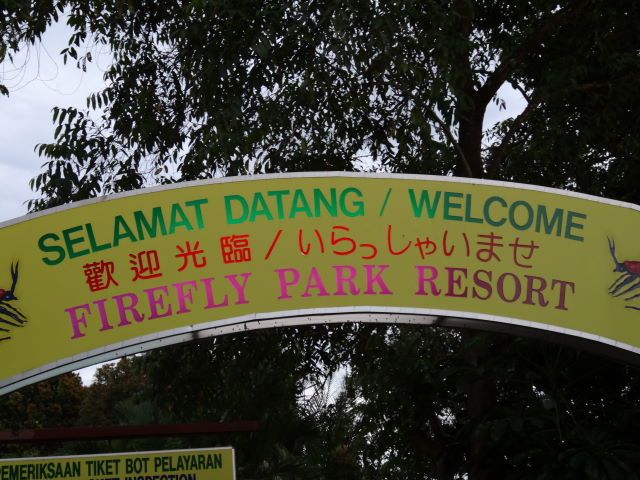 SELAMAT DATANG / WELCOME
歡迎光臨/いらっしゃいませ
FIREFLY PARK RESORT
PEMERIKSAAN TIKET BOT PELAYARAN
INSPECTION